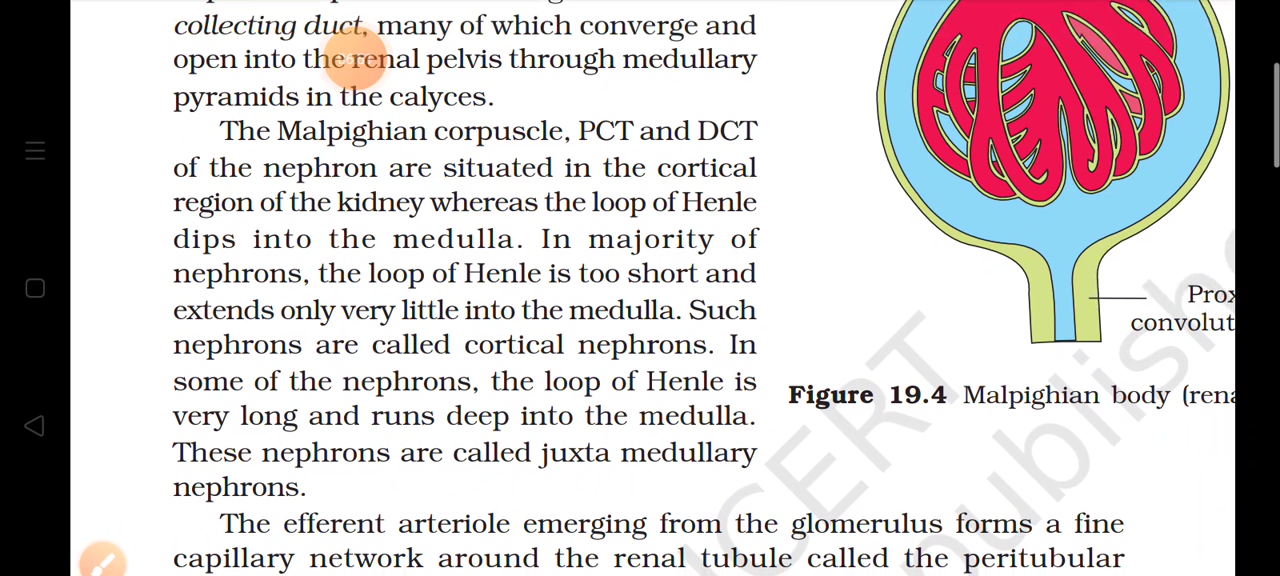 collecting duct, many of which converge and
open into the renal pelvis through medullary
pyramids in the calyces.
The Malpighian corpuscle, PCT and DCT
of the nephron are situated in the cortical
region of the kidney whereas the loop of Henle
dips into the medulla. In majority of
nephrons, the loop of Henle is too short and
extends only very little into the medulla. Such
nephrons are called cortical nephrons. In
some of the nephrons, the loop of Henle is
very long and runs deep into the medulla.
These nephrons are called juxta medullary
nephrons.
Prox
convolut
Figure 19.4 Malpighian body (rena
The efferent arteriole emerging from the glomerulus forms a fine
capillary network around the renal tubule called the peritubular